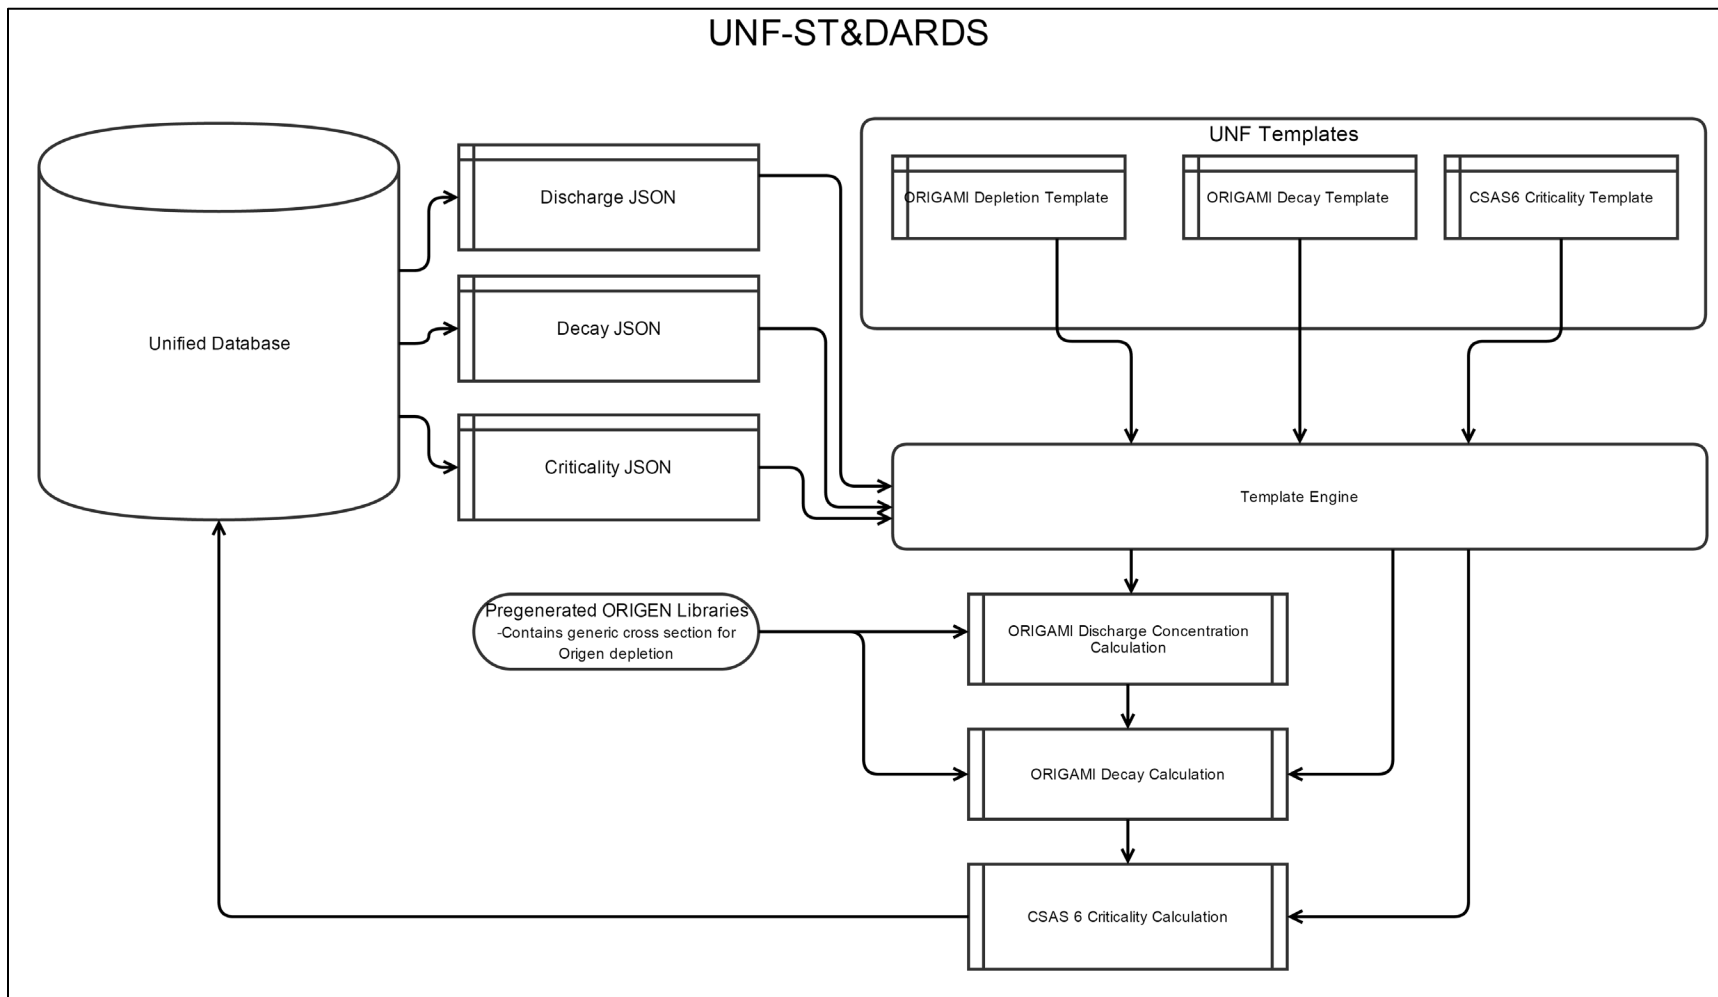 UNF-ST&DARDS
UNF Templates
Discharge JSON
ORIGAMI Depletion Template
ORIGAMI Decay Template
CSAS6 Criticality Template
Decay JSON
Unified Database
Criticality JSON
Template Engine
Pregenerated ORIGEN Libraries
-Contains generic cross section for
Origen depletion
ORIGAMI Discharge Concentration
Calculation
ORIGAMI Decay Calculation
CSAS 6 Criticality Calculation